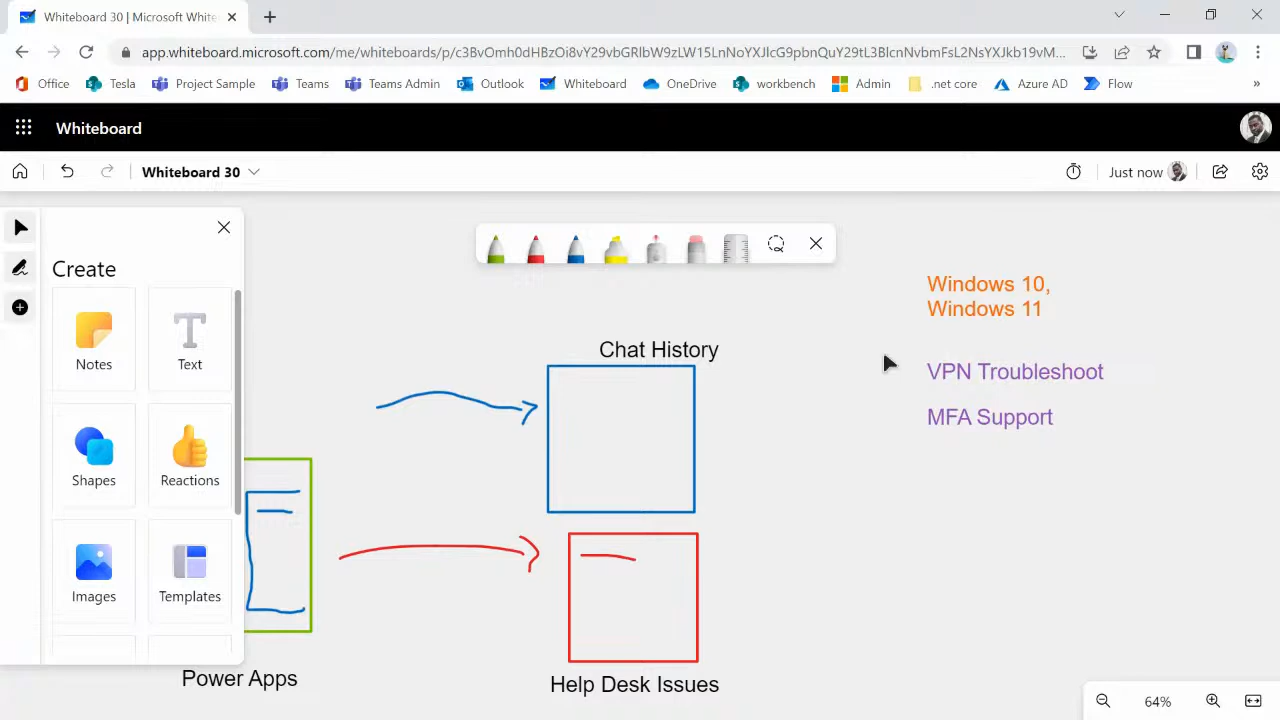 Whiteboard 30 | Microsoft White
app.whiteboard.microsoft.com/me/whiteboards/p/c3BvOmh0dHBzOi8vY29vbGRlbW9zLW15LnNoYXJlcG9pbnQuY29tL3BlcnNvbmFsL2NsYXJkb19vM...
Office
Tesla
Project Sample
Teams
Teams Admin
Outlook
Whiteboard
OneDrive
workbench
Admin
.net core
Azure AD
Flow
»
Whiteboard
Whiteboard 30
Just now
Create
Notes
Text
Shapes
Reactions
Images
Templates
Windows 10,
Windows 11
Chat History
VPN Troubleshoot
MFA Support
Power Apps
Help Desk Issues
64%